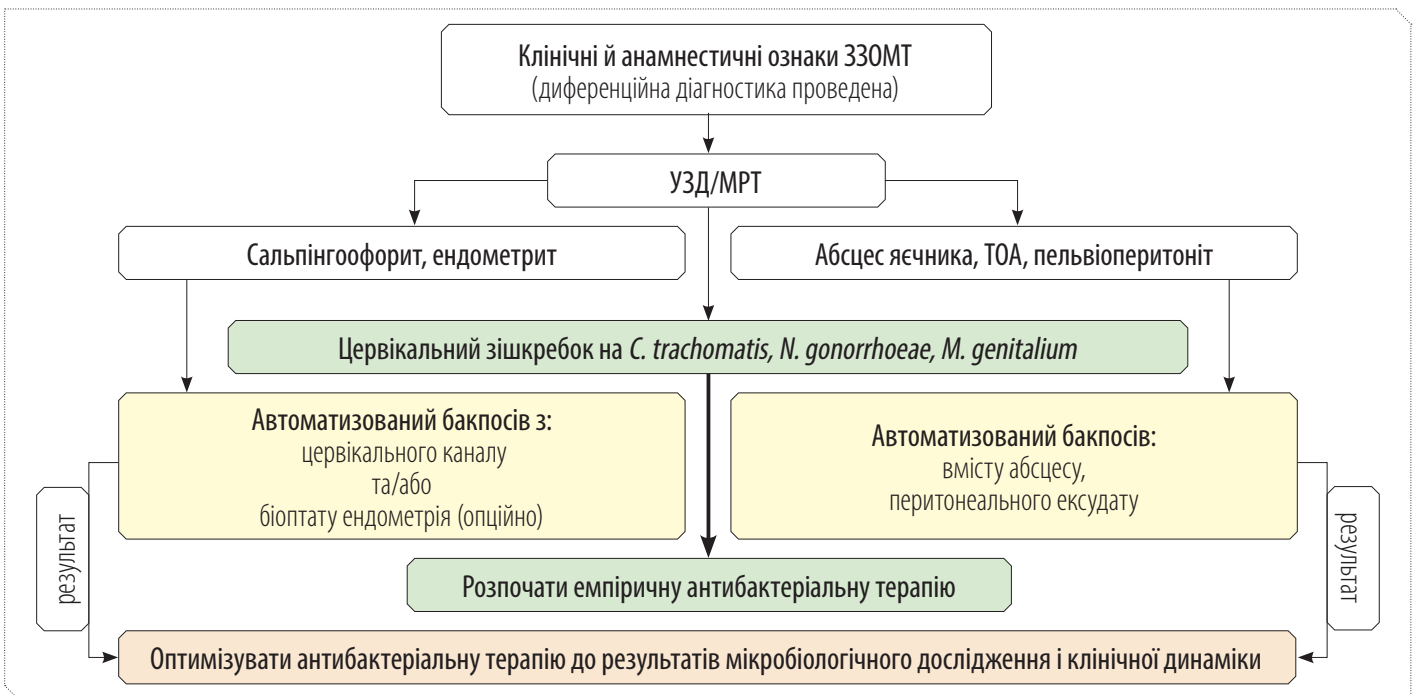 Клінічні й анамнестичні ознаки ЗЗОМТ
(диференційна діагностика проведена)
УЗД/МРТ
Сальпінгоофорит, ендометрит
Абсцес яєчника, ТОА, пельвіоперитоніт
Цервікальний зішкребок на C. trachomatis, N. gonorrhoeae, M. genitalium
Автоматизований бакпосів з:
цервікального каналу
та/або
біоптату ендометрія (опційно)
Автоматизований бакпосів:
вмісту абсцесу,
перитонеального ексудату
результат
результат
Розпочати емпіричну антибактеріальну терапію
Оптимізувати антибактеріальну терапію до результатів мікробіологічного дослідження і клінічної динаміки